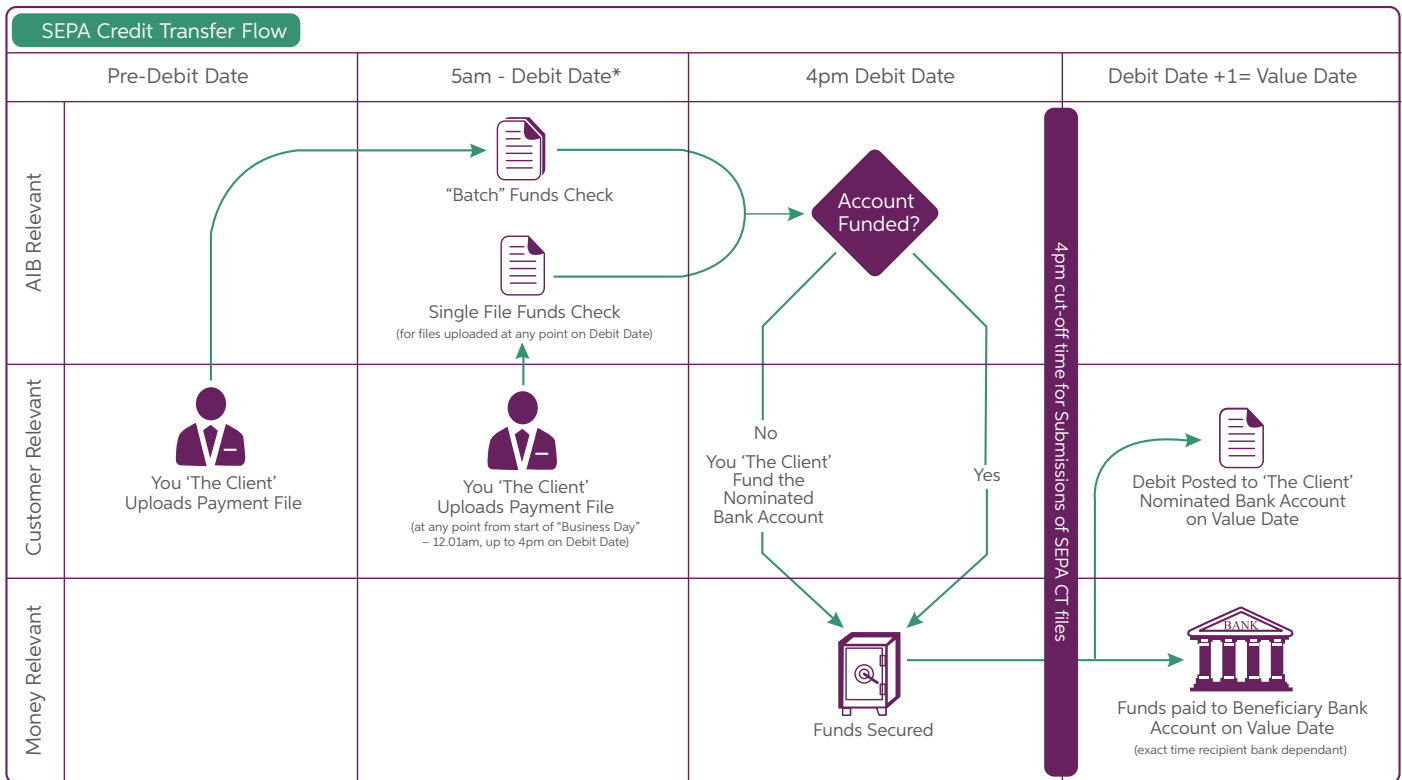 SEPA Credit Transfer Flow
Pre-Debit Date
5am - Debit Date*
4pm Debit Date
Debit Date +1= Value Date
AIB Relevant
“Batch” Funds Check
Single File Funds Check
(for files uploaded at any point on Debit Date)
Account
Funded?
4pm cut-off time for Submissions of SEPA CT files
Customer Relevant
You ‘The Client’
Uploads Payment File
You ‘The Client’
Uploads Payment File
(at any point from start of “Business Day”
– 12.01am, up to 4pm on Debit Date)
No
You ‘The Client’
Fund the
Nominated
Bank Account
Yes
Debit Posted to ‘The Client’
Nominated Bank Account
on Value Date
Money Relevant
Funds Secured
BANK
Funds paid to Beneficiary Bank
Account on Value Date
(exact time recipient bank dependant)